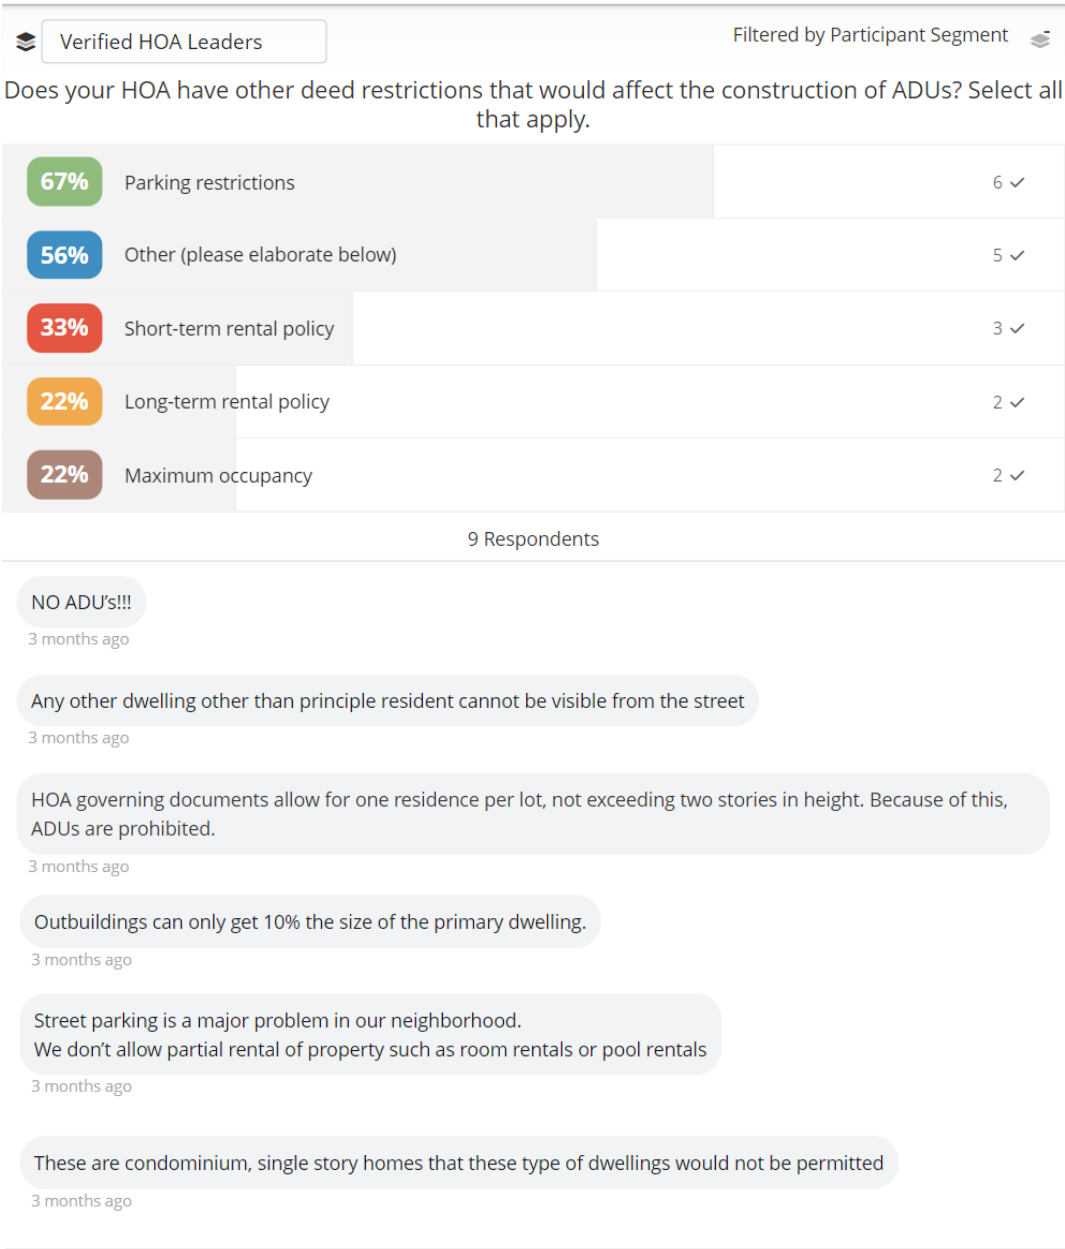 Verified HOA Leaders
Filtered by Participant Segment
Does your HOA have other deed restrictions that would affect the construction of ADUs? Select all
that apply.
67% Parking restrictions 6
56% Other (please elaborate below) 5
33% Short-term rental policy 3
22% Long-term rental policy 2
22% Maximum occupancy 2
9 Respondents
NO ADU’s!!!
3 months ago
Any other dwelling other than principle resident cannot be visible from the street
3 months ago
HOA governing documents allow for one residence per lot, not exceeding two stories in height. Because of this,
ADUs are prohibited.
3 months ago
Outbuildings can only get 10% the size of the primary dwelling.
3 months ago
Street parking is a major problem in our neighborhood.
We don’t allow partial rental of property such as room rentals or pool rentals
3 months ago
These are condominium, single story homes that these type of dwellings would not be permitted
3 months ago